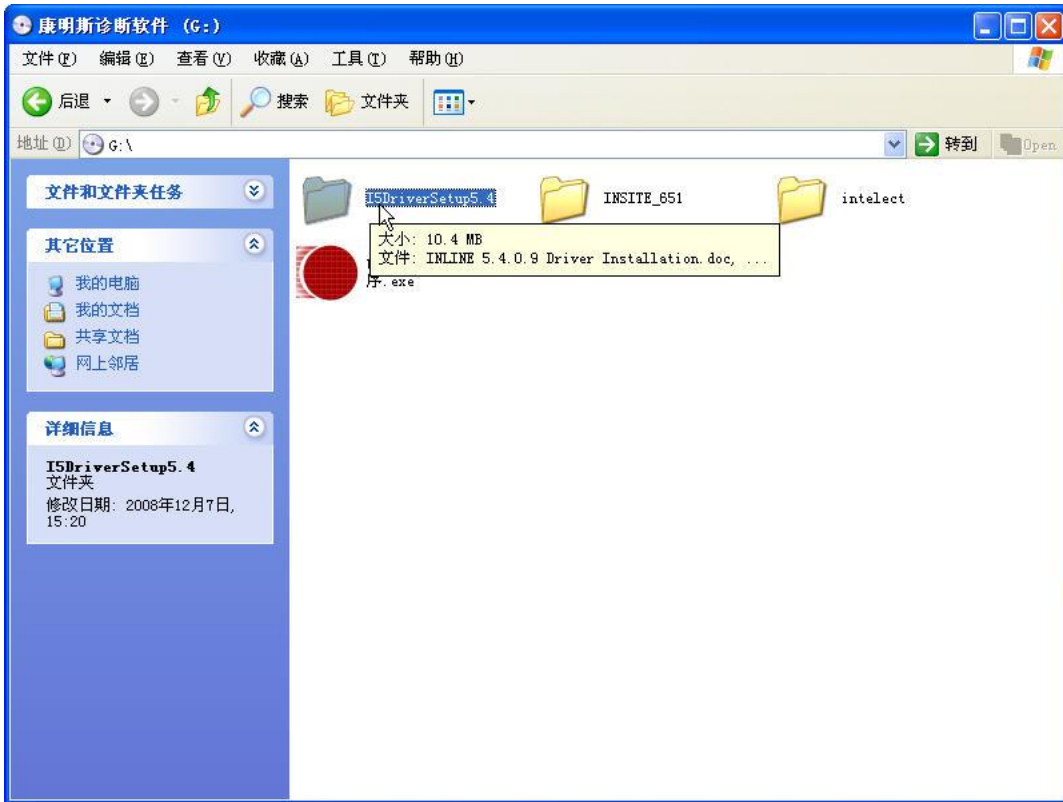 康明斯诊断软件 (G:)
文件(F) 编辑(E) 查看(V) 收藏(A) 工具(T) 帮助(H)
后退 搜索 文件夹
地址(D) G:\ 转到 Open
文件和文件夹任务
其它位置
我的电脑
我的文档
共享文档
网上邻居
详细信息
I5DriverSetup5.4
文件夹
修改日期: 2008年12月7日,
15:20
I5DriverSetup5.4 INSITE_651 intelect
大小: 10.4 MB
文件: INLINE 5.4.0.9 Driver Installation.doc, ...
序.exe